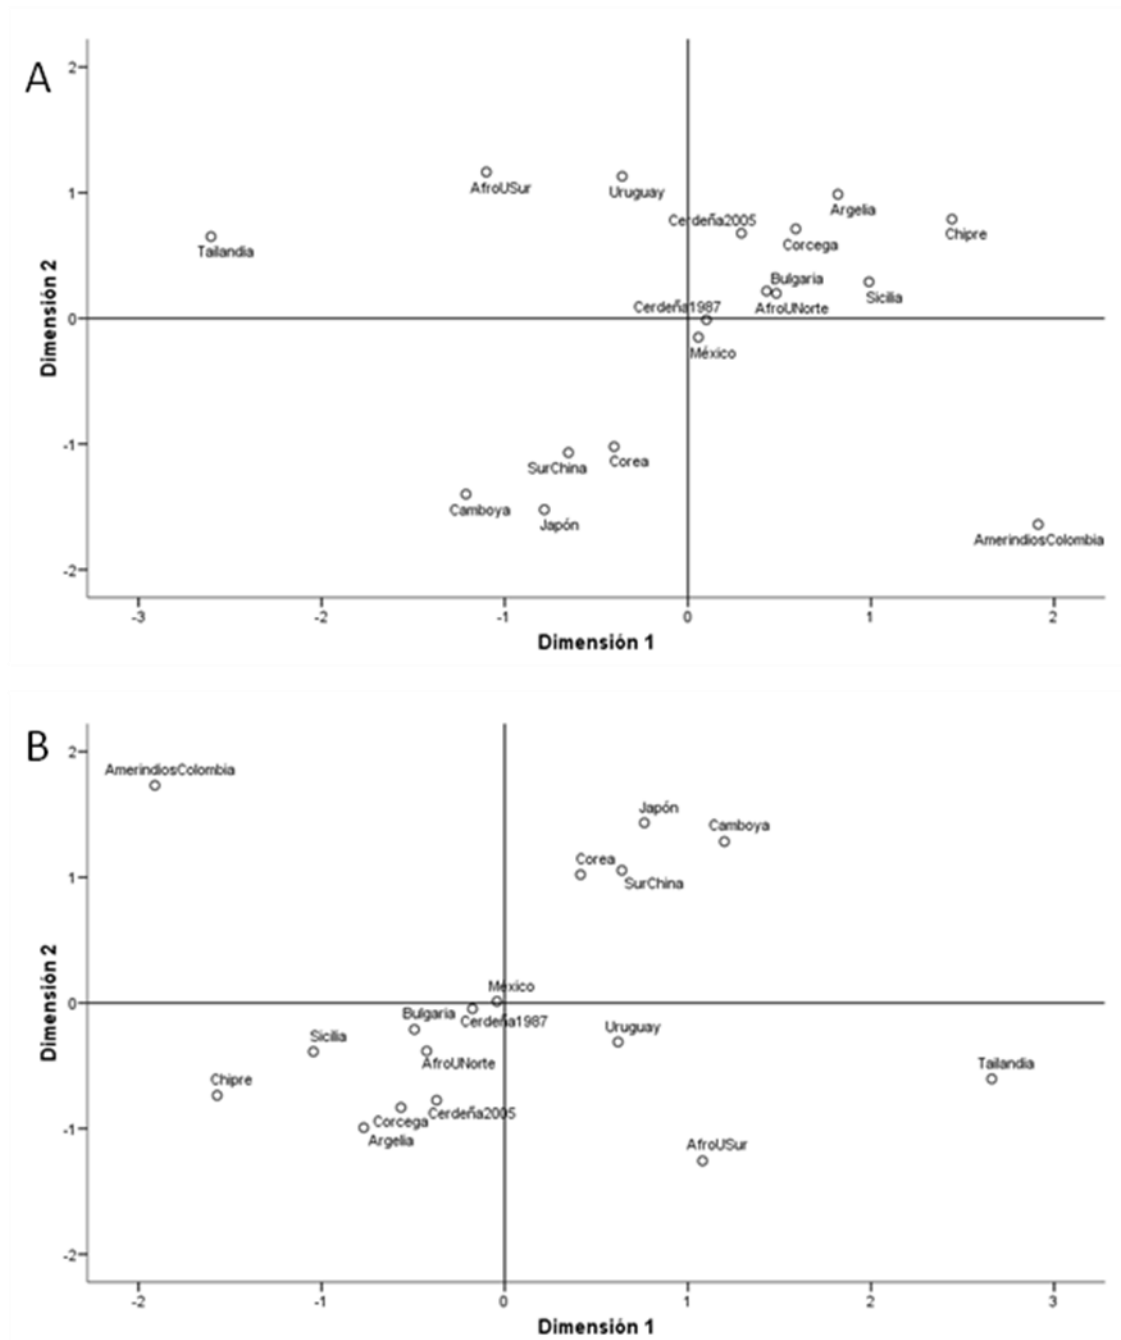 A
2
AfroUSur
Uruguay
1
Argelia
Cerdeña2005
Chipre
Corcega
Tailandia
Bulgaria
Sicilia
AfroUNorte
Cerdeña1987
0
México
Dimensión 2
-1
SurChina
Corea
Camboya
Japón
AmerindiosColombia
-2
-3 -2 -1 0 1 2
Dimensión 1
B
2
AmerindiosColombia
Japón
Camboya
Corea
1
SurChina
México
0
Bulgaria
Cerdeña1987
Sicilia
Uruguay
Dimensión 2
AfroUNorte
Tailandia
Chipre
Cerdeña2005
Corcega
-1
Argelia
AfroUSur
-2
-2 -1 0 1 2 3
Dimensión 1